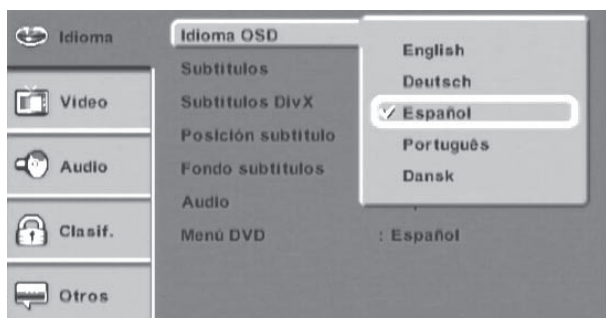 Idioma
Video
Audio
Clasif.
Otros
Idioma OSD
Subtitulos
Subtitulos DivX
Posición subtitulo
Fondo subtitulos
Audio
Menú DVD
: Español
English
Deutsch
Español
Português
Dansk